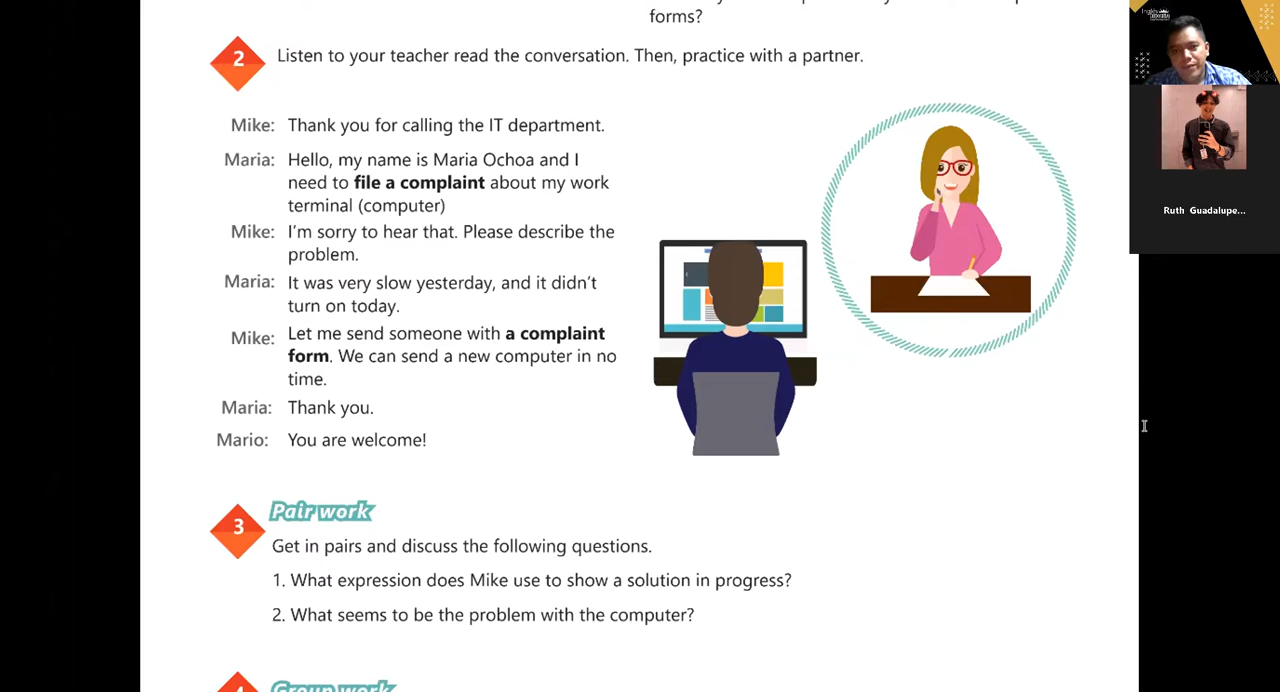 forms?
2 Listen to your teacher read the conversation. Then, practice with a partner.
Mike: Thank you for calling the IT department.
Maria: Hello, my name is Maria Ochoa and I
need to file a complaint about my work
terminal (computer)
Mike: I'm sorry to hear that. Please describe the
problem.
Maria: It was very slow yesterday, and it didn't
turn on today.
Mike: Let me send someone with a complaint
form. We can send a new computer in no
time.
Maria: Thank you.
Mario: You are welcome!
3 Pair work
Get in pairs and discuss the following questions.
1. What expression does Mike use to show a solution in progress?
2. What seems to be the problem with the computer?
Group work
Ruth Guadalupe...